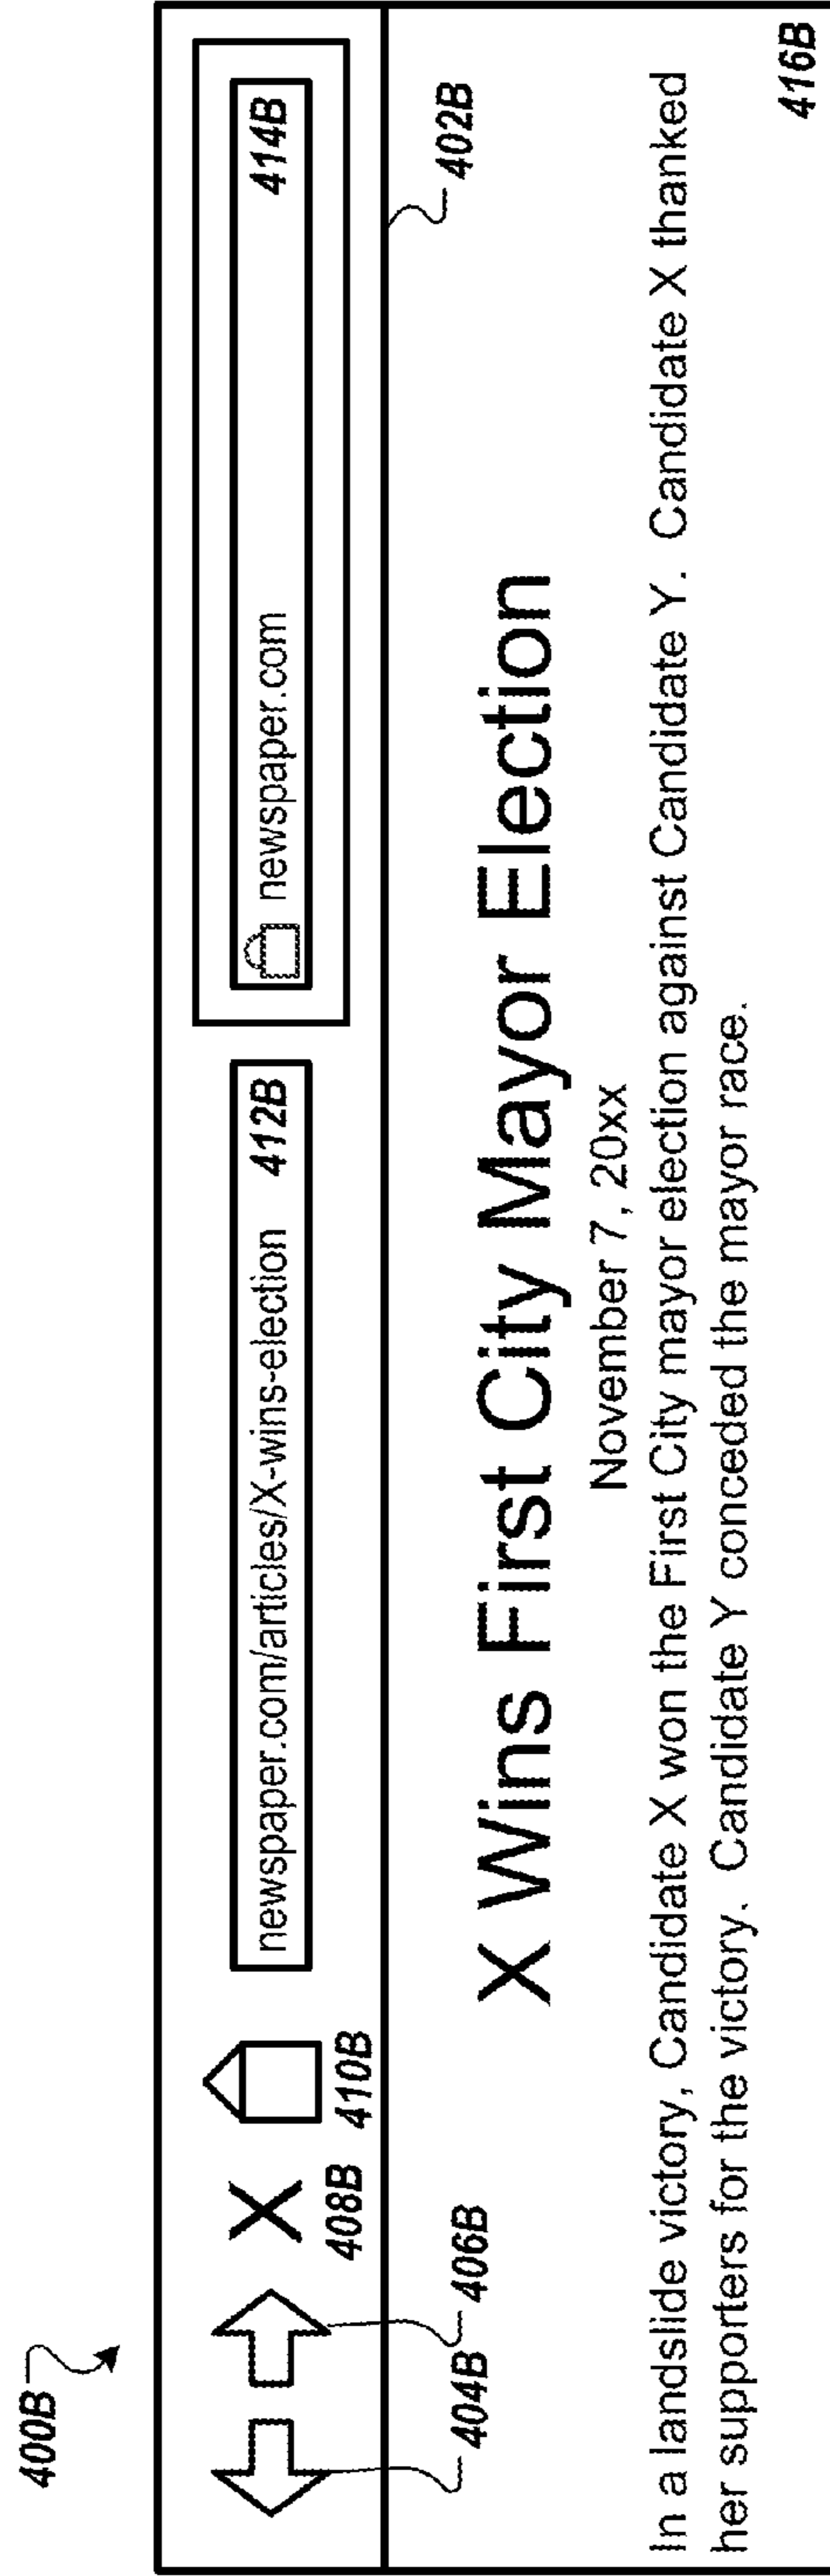 400B
404B
406B
408B
410B
newspaper.com/articles/X-wins-election 412B
newspaper.com 414B
402B
X Wins First City Mayor Election
November 7, 20xx
In a landslide victory, Candidate X won the First City mayor election against Candidate Y. Candidate X thanked
her supporters for the victory. Candidate Y conceded the mayor race.
416B